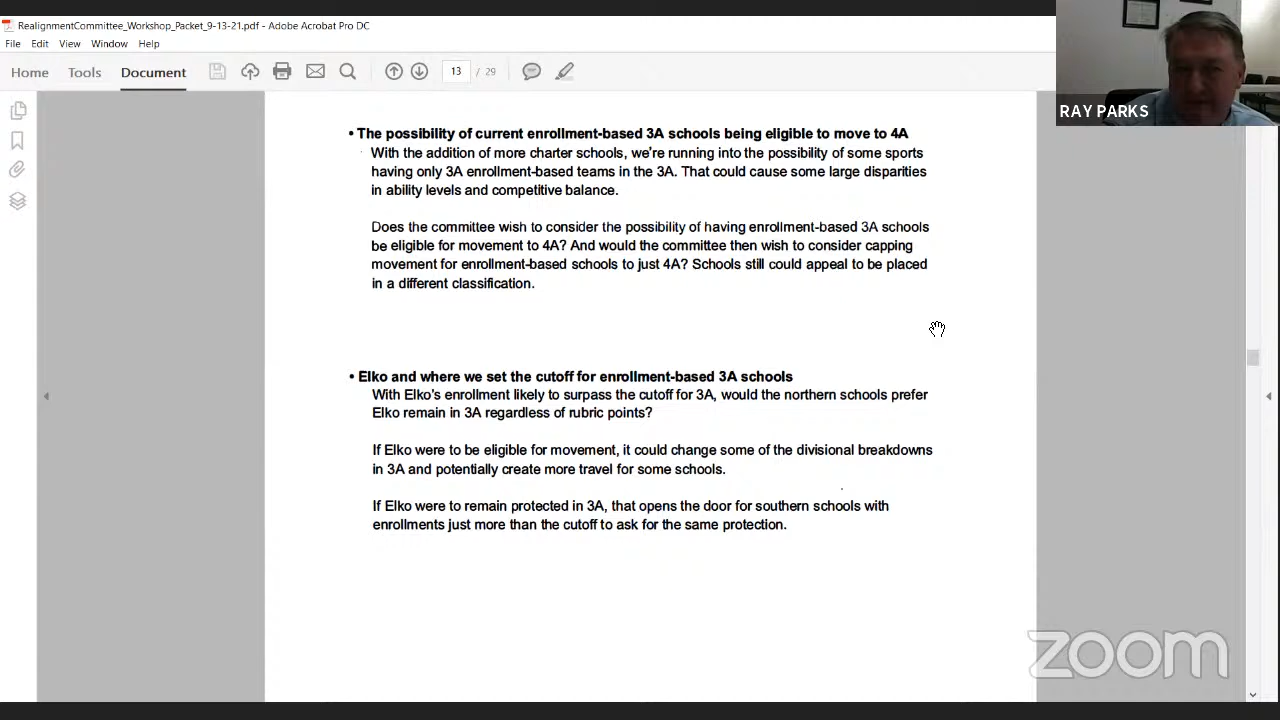 RealignmentCommittee_Workshop_Packet_9-13-21.pdf - Adobe Acrobat Pro DC
File Edit View Window Help
Home Tools Document 13 / 29
RAY PARKS
• The possibility of current enrollment-based 3A schools being eligible to move to 4A
With the addition of more charter schools, we're running into the possibility of some sports
having only 3A enrollment-based teams in the 3A. That could cause some large disparities
in ability levels and competitive balance.
Does the committee wish to consider the possibility of having enrollment-based 3A schools
be eligible for movement to 4A? And would the committee then wish to consider capping
movement for enrollment-based schools to just 4A? Schools still could appeal to be placed
in a different classification.
• Elko and where we set the cutoff for enrollment-based 3A schools
With Elko's enrollment likely to surpass the cutoff for 3A, would the northern schools prefer
Elko remain in 3A regardless of rubric points?
If Elko were to be eligible for movement, it could change some of the divisional breakdowns
in 3A and potentially create more travel for some schools.
If Elko were to remain protected in 3A, that opens the door for southern schools with
enrollments just more than the cutoff to ask for the same protection.
zoom